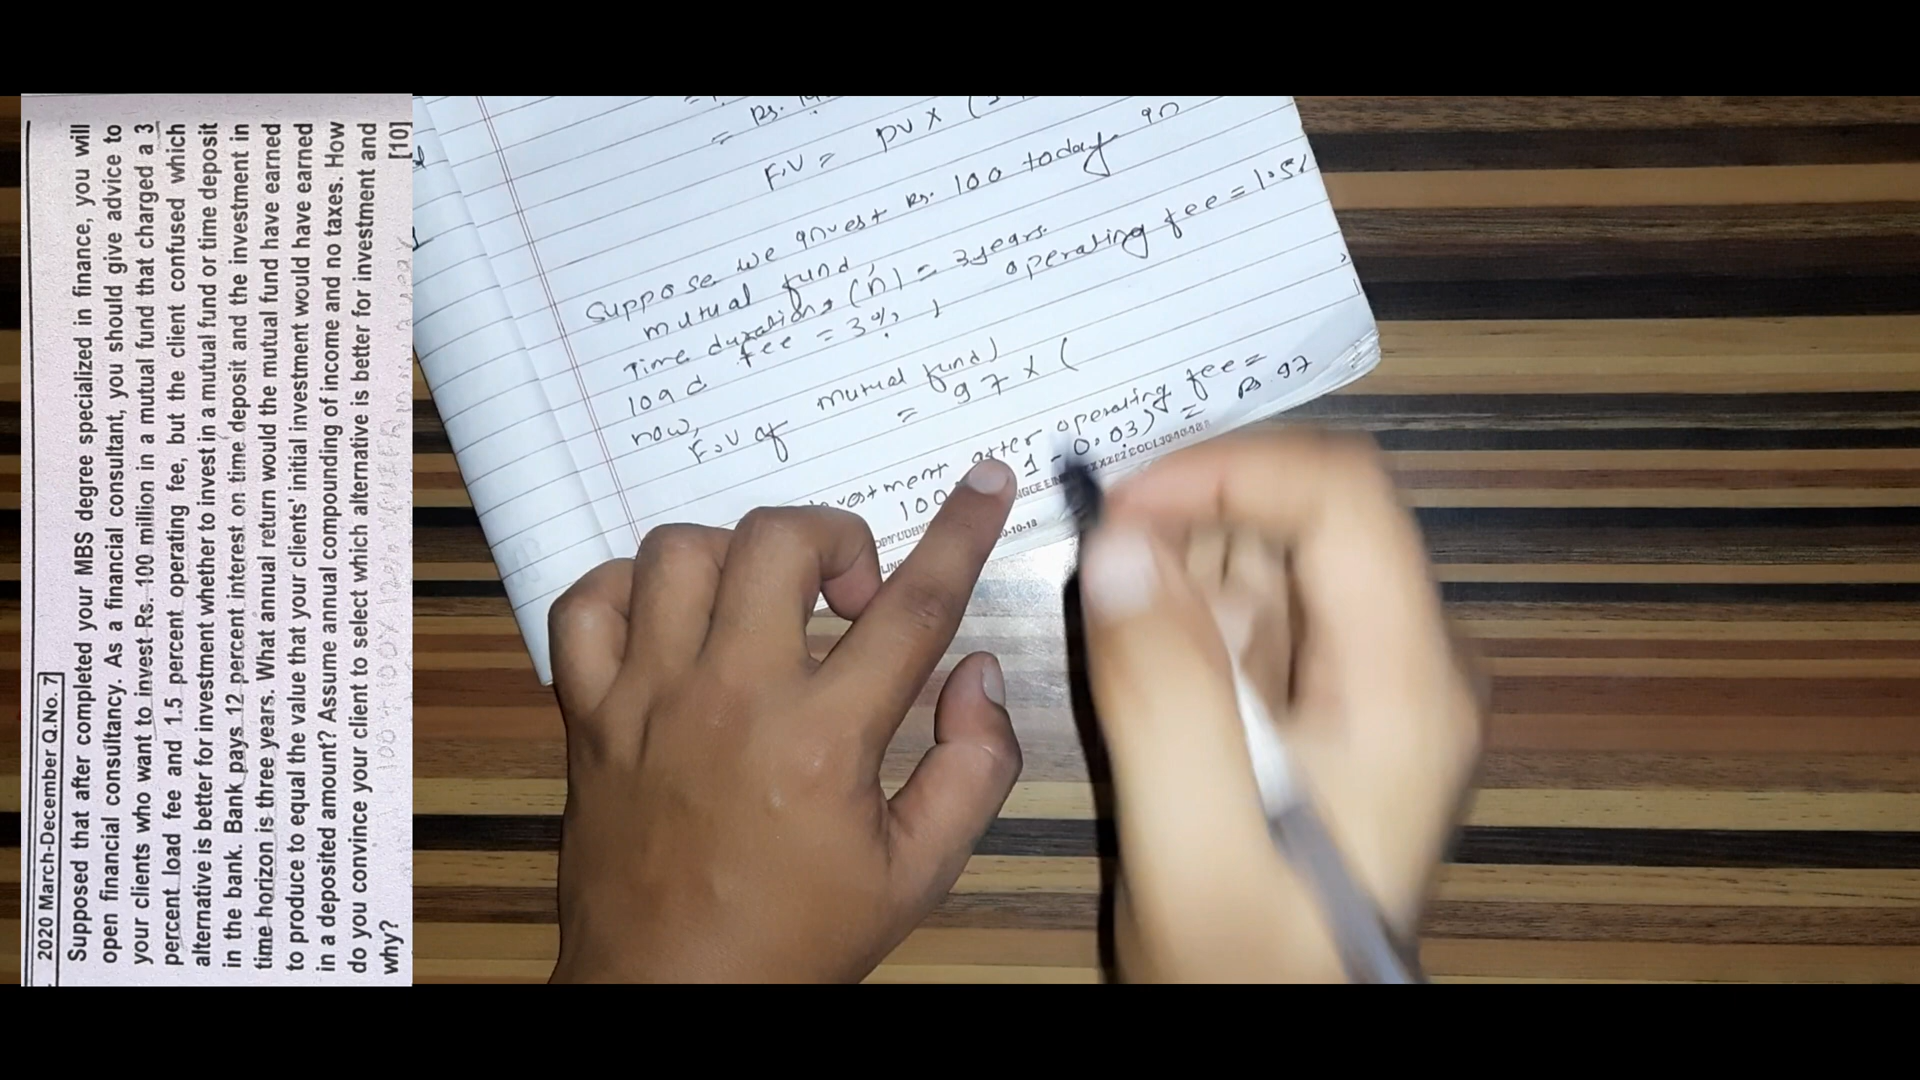 2020 March-December Q.No. 7
Supposed that after completed your MBS degree specialized in finance, you will
open financial consultancy. As a financial consultant, you should give advice to
your clients who want to invest Rs. 100 million in a mutual fund that charged a 3
percent load fee and 1.5 percent operating fee, but the client confused which
alternative is better for investment whether to invest in a mutual fund or time deposit
in the bank. Bank pays 12 percent interest on time deposit and the investment in
time horizon is three years. What annual return would the mutual fund have earned
to produce to equal the value that your clients' initial investment would have earned
in a deposited amount? Assume annual compounding of income and no taxes. How
do you convince your client to select which alternative is better for investment and
why? [10]
= Rs.
F.V = PV X (
Suppose we invest Rs. 100 today in
mutual fund,
Time duration, (n) = 3 years.
load fee = 3%, operating fee = 1.5%
now,
F.V of mutual fund)
= 97 X (
investment after operating fee =
100 1 - 0.03) = Rs 97